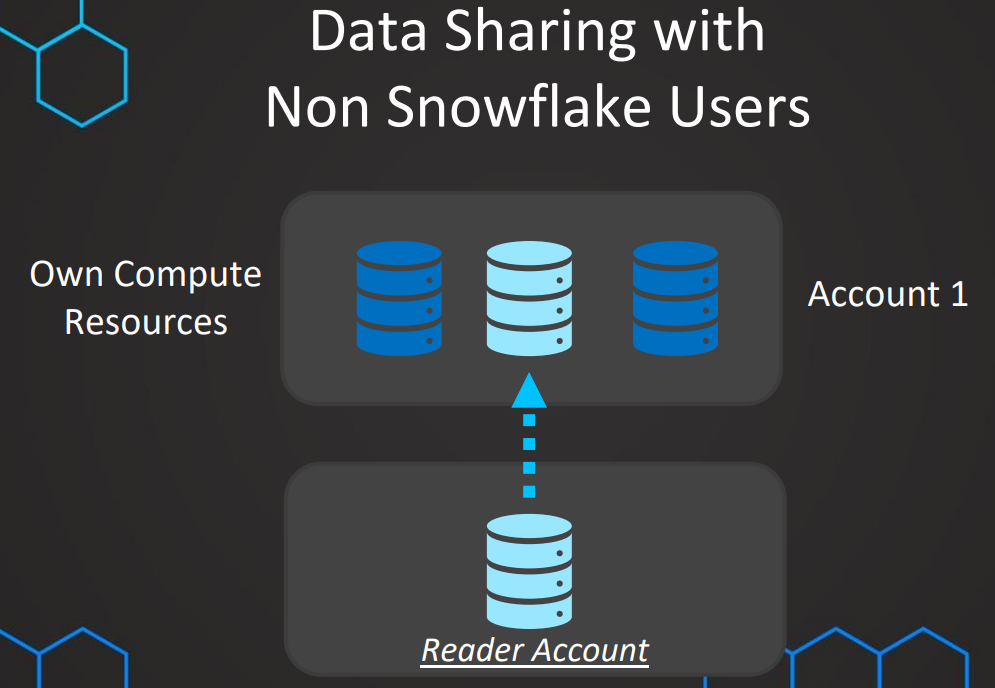 Data Sharing with
Non Snowflake Users
Own Compute
Resources
Account 1
Reader Account